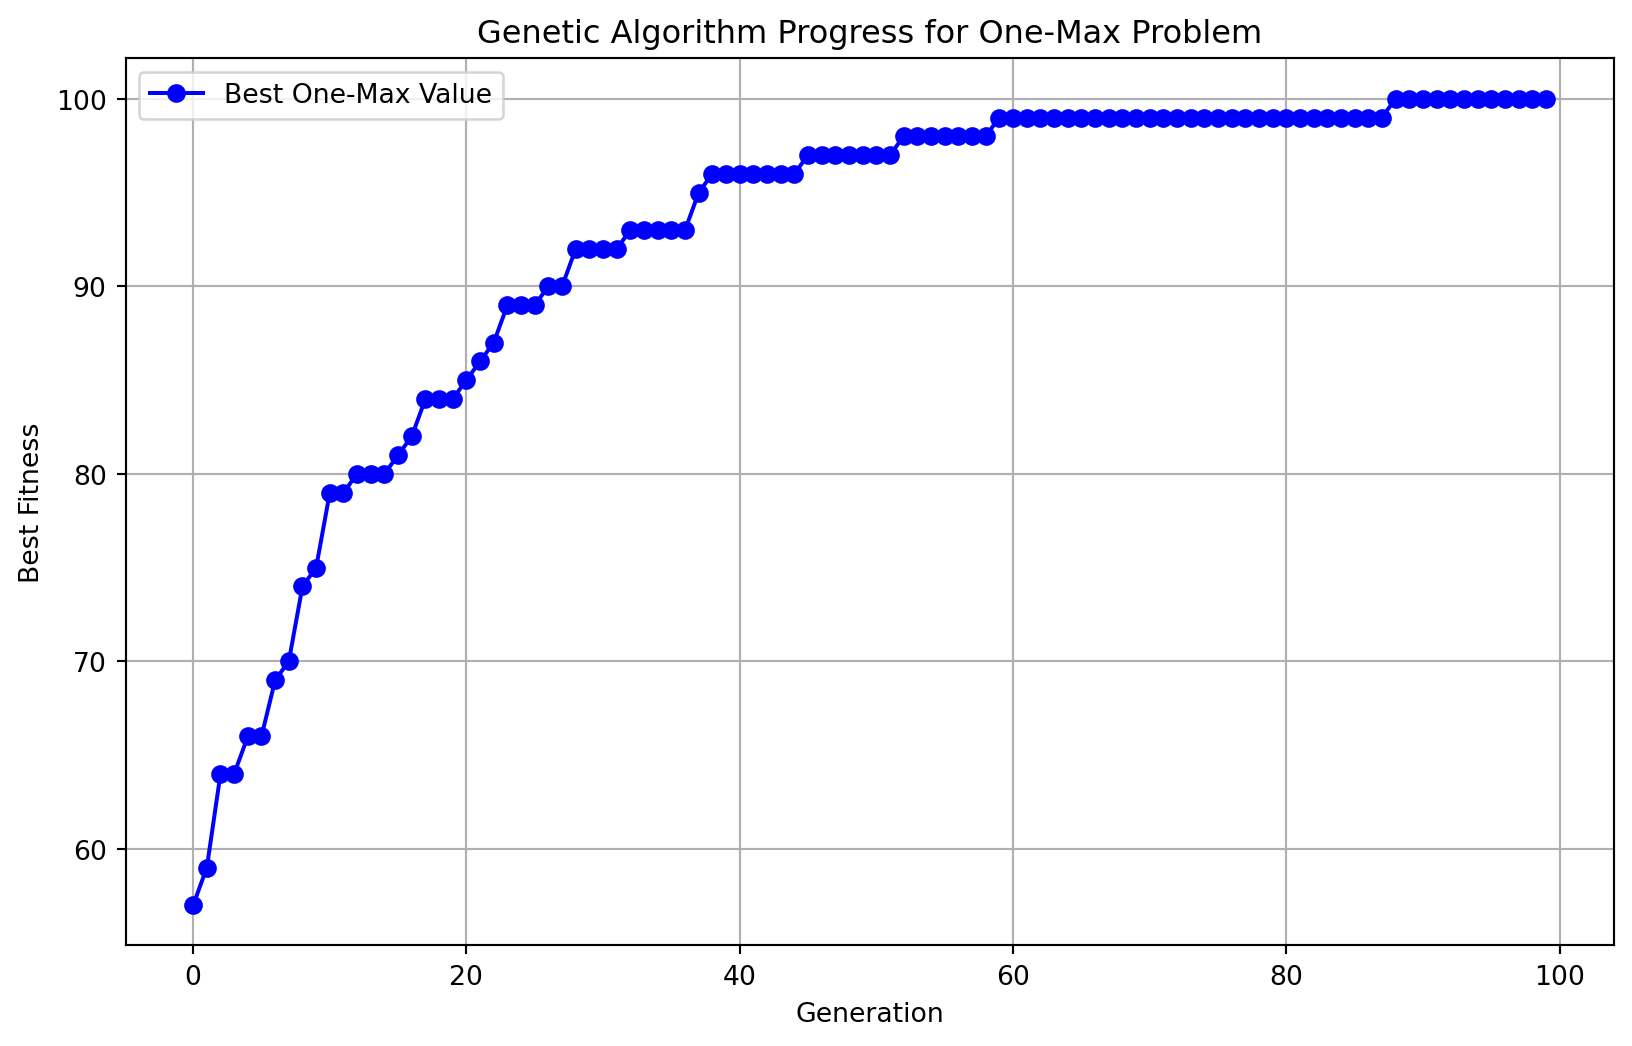 Genetic Algorithm Progress for One-Max Problem
Best One-Max Value
100
90
80
70
60
Best Fitness
0 20 40 60 80 100
Generation